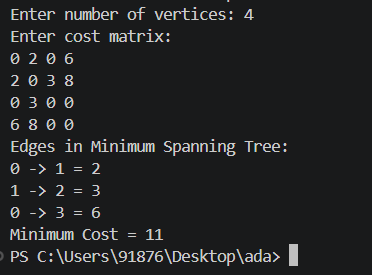 Enter number of vertices: 4
Enter cost matrix:
0 2 0 6
2 0 3 8
0 3 0 0
6 8 0 0
Edges in Minimum Spanning Tree:
0 -> 1 = 2
1 -> 2 = 3
0 -> 3 = 6
Minimum Cost = 11
PS C:\Users\91876\Desktop\ada>